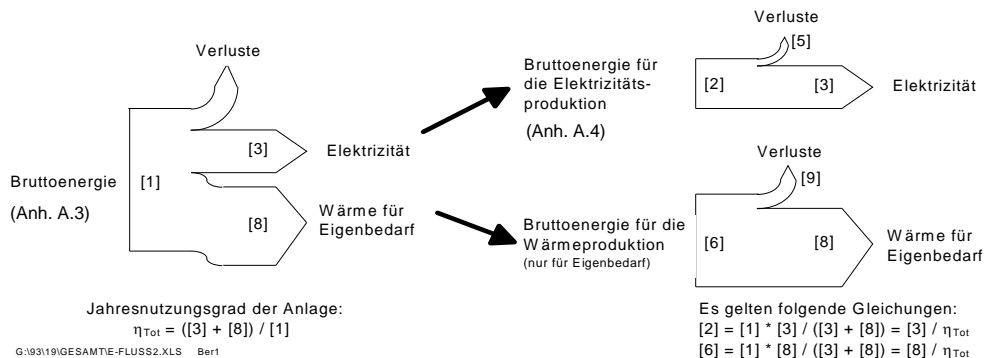 Verluste
[3]
Elektrizität
Bruttoenergie
[1]
(Anh. A.3)
[8]
Wärme für
Eigenbedarf
Jahresnutzungsgrad der Anlage:
ηTot = ([3] + [8]) / [1]
G:\93\19\GESAMT\E-FLUSS2.XLS Ber1
Bruttoenergie für
die Elektrizitäts-
produktion
(Anh. A.4)
Verluste
[5]
[2]
[3]
Elektrizität
Bruttoenergie für die
Wärmeproduktion
(nur für Eigenbedarf)
Verluste
[9]
[6]
[8]
Wärme für
Eigenbedarf
Es gelten folgende Gleichungen:
[2] = [1] * [3] / ([3] + [8]) = [3] / ηTot
[6] = [1] * [8] / ([3] + [8]) = [8] / ηTot